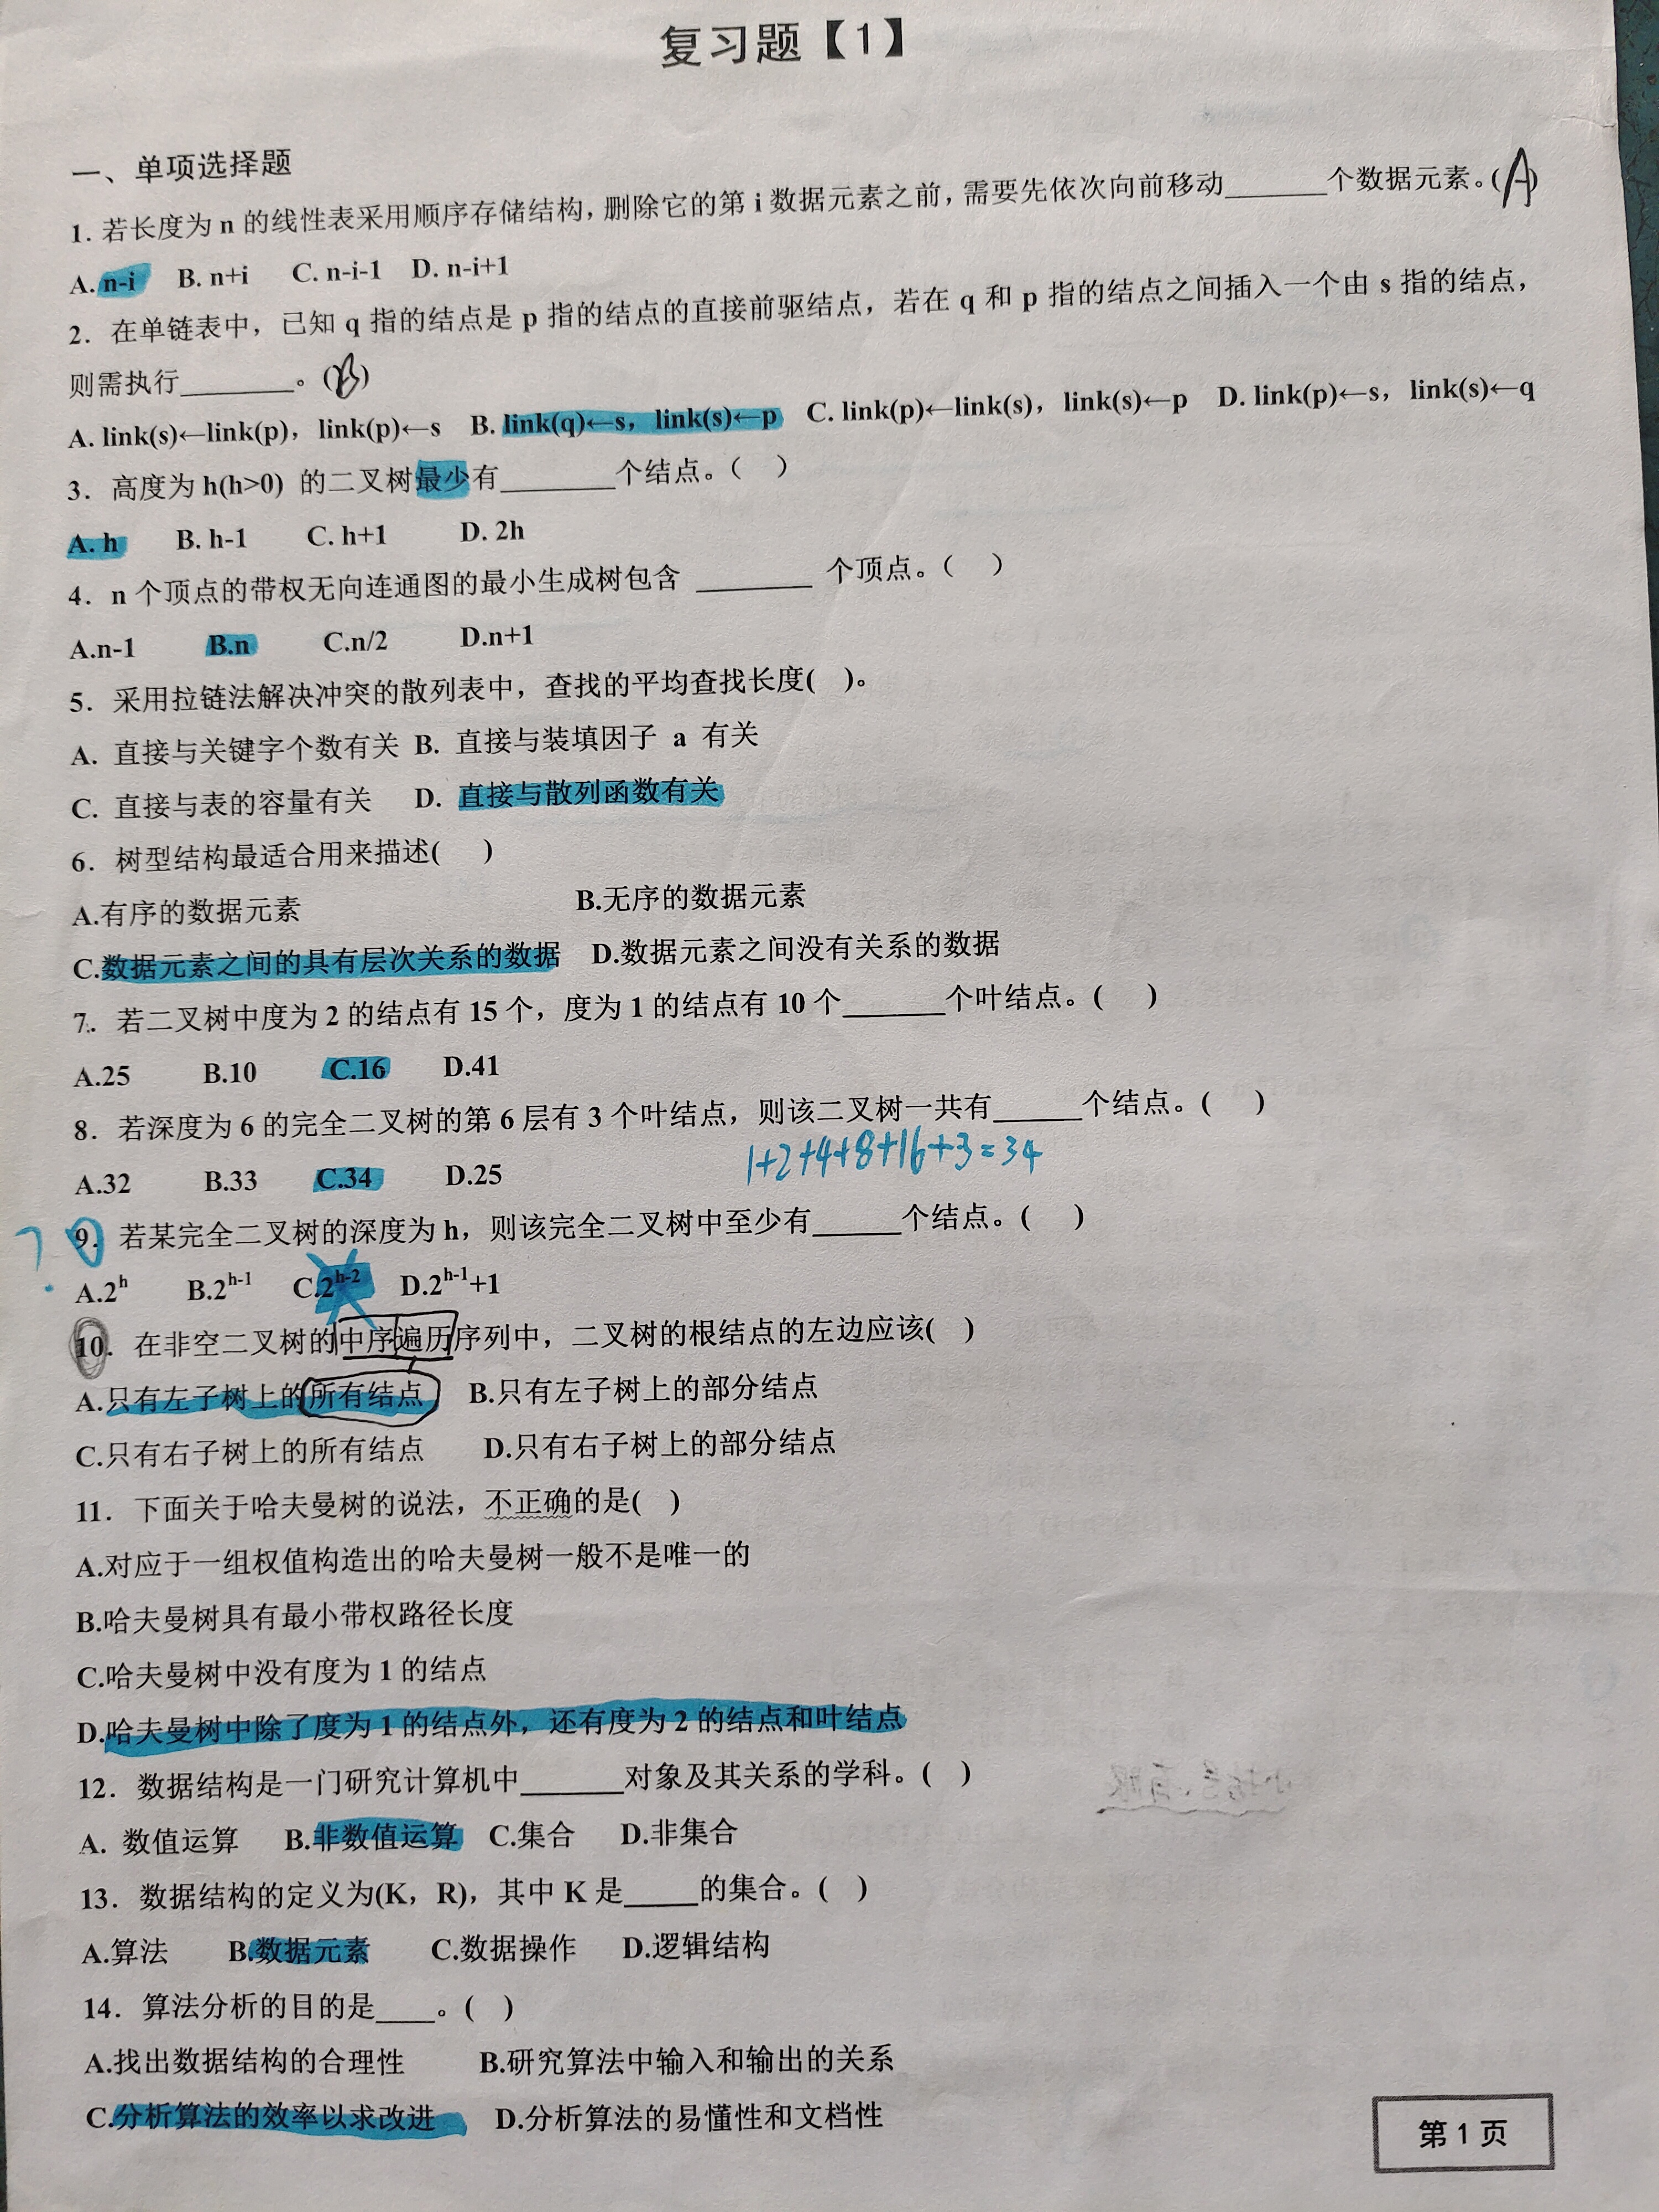 复习题【1】
一、单项选择题
1. 若长度为 n 的线性表采用顺序存储结构, 删除它的第 i 数据元素之前, 需要先依次向前移动______个数据元素。(A)
A. n-i B. n+i C. n-i-1 D. n-i+1
2. 在单链表中，已知 q 指的结点是 p 指的结点的直接前驱结点，若在 q 和 p 指的结点之间插入一个由 s 指的结点，
则需执行______。(B)
A. link(s)←link(p)，link(p)←s B. link(q)←s，link(s)←p C. link(p)←link(s)，link(s)←p D. link(p)←s，link(s)←q
3. 高度为 h(h>0) 的二叉树最少有______个结点。( )
A. h B. h-1 C. h+1 D. 2h
4. n 个顶点的带权无向连通图的最小生成树包含 ______ 个顶点。( )
A.n-1 B.n C.n/2 D.n+1
5. 采用拉链法解决冲突的散列表中，查找的平均查找长度( )。
A. 直接与关键字个数有关 B. 直接与装填因子 a 有关
C. 直接与表的容量有关 D. 直接与散列函数有关
6. 树型结构最适合用来描述( )
A.有序的数据元素 B.无序的数据元素
C.数据元素之间的具有层次关系的数据 D.数据元素之间没有关系的数据
7. 若二叉树中度为 2 的结点有 15 个，度为 1 的结点有 10 个______个叶结点。( )
A.25 B.10 C.16 D.41
8. 若深度为 6 的完全二叉树的第 6 层有 3 个叶结点，则该二叉树一共有______个结点。( )
1+2+4+8+16+3=34
A.32 B.33 C.34 D.25
? 9. 若某完全二叉树的深度为 h，则该完全二叉树中至少有______个结点。( )
A.2^h B.2^h-1 C.2^h-2 D.2^h-1+1
10. 在非空二叉树的中序遍历序列中，二叉树的根结点的左边应该( )
A.只有左子树上的所有结点 B.只有左子树上的部分结点
C.只有右子树上的所有结点 D.只有右子树上的部分结点
11. 下面关于哈夫曼树的说法，不正确的是( )
A.对应于一组权值构造出的哈夫曼树一般不是唯一的
B.哈夫曼树具有最小带权路径长度
C.哈夫曼树中没有度为 1 的结点
D.哈夫曼树中除了度为 1 的结点外，还有度为 2 的结点和叶结点
12. 数据结构是一门研究计算机中______对象及其关系的学科。( )
A. 数值运算 B.非数值运算 C.集合 D.非集合
13. 数据结构的定义为(K，R)，其中 K 是_____的集合。( )
A.算法 B.数据元素 C.数据操作 D.逻辑结构
14. 算法分析的目的是____。( )
A.找出数据结构的合理性 B.研究算法中输入和输出的关系
C.分析算法的效率以求改进 D.分析算法的易懂性和文档性
第 1 页